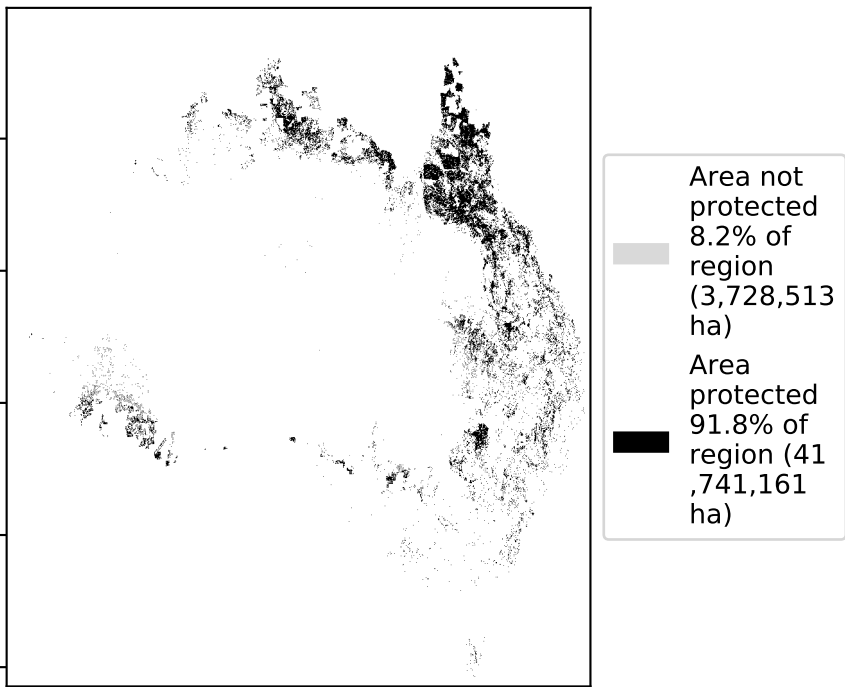 Area not
protected
8.2% of
region
(3,728,513
ha)
Area
protected
91.8% of
region (41
,741,161
ha)